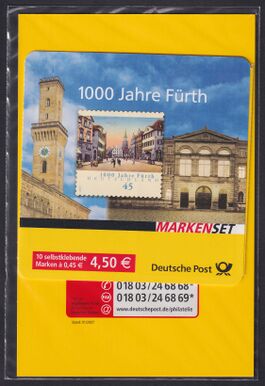 1000 Jahre Fürth
1000 Jahre Fürth
DEUTSCHLAND
45
MARKENSET
10 selbstklebende
Marken à 0,45 €
4,50 €
Deutsche Post
018 03/24 68 68*
018 03/24 68 69*
www.deutschepost.de/philatelie